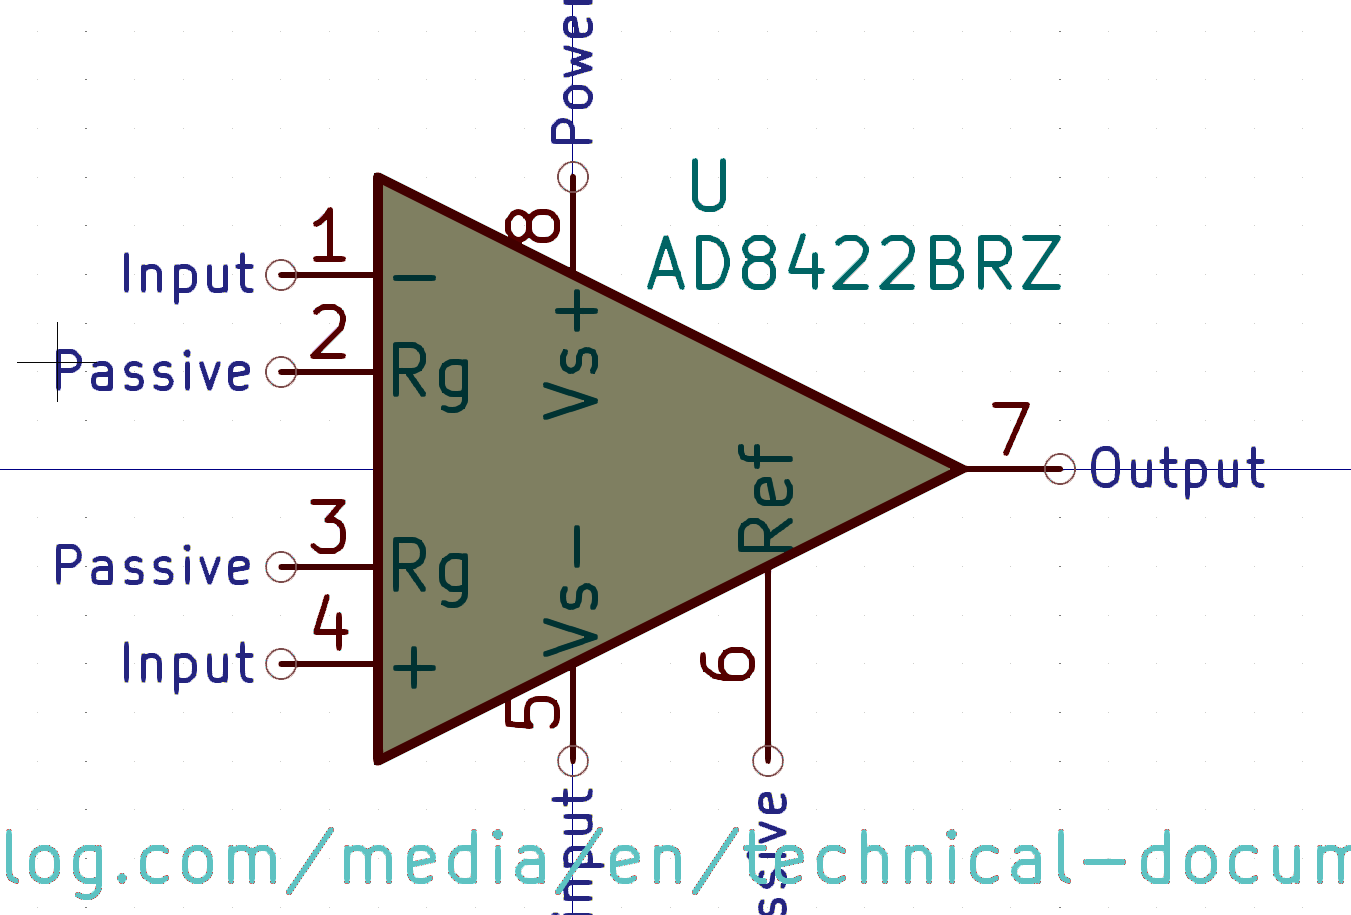 Power
U
8
AD8422BRZ
1
Input
−
Vs+
2
Passive
Rg
7
Output
Ref
3
Passive
Rg
Vs−
4
Input
+
6
5
input
ssive
log.com/media/en/technical-docum